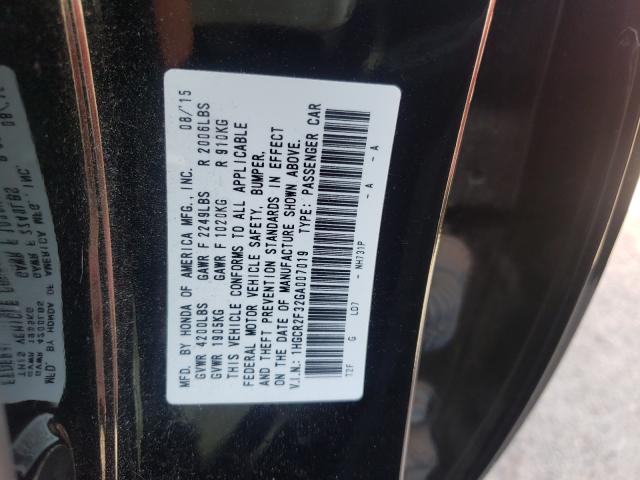 MFD. BY HONDA OF AMERICA MFG., INC. 08/15
GVWR 4200LBS GAWR F 2249LBS R 2006LBS
GVWR 1905KG GAWR F 1020KG R 910KG
THIS VEHICLE CONFORMS TO ALL APPLICABLE
FEDERAL MOTOR VEHICLE SAFETY, BUMPER,
AND THEFT PREVENTION STANDARDS IN EFFECT
ON THE DATE OF MANUFACTURE SHOWN ABOVE.
V.I.N.: 1HGCR2F32GA007019 TYPE: PASSENGER CAR
T2F G L07 NH731P - A - A